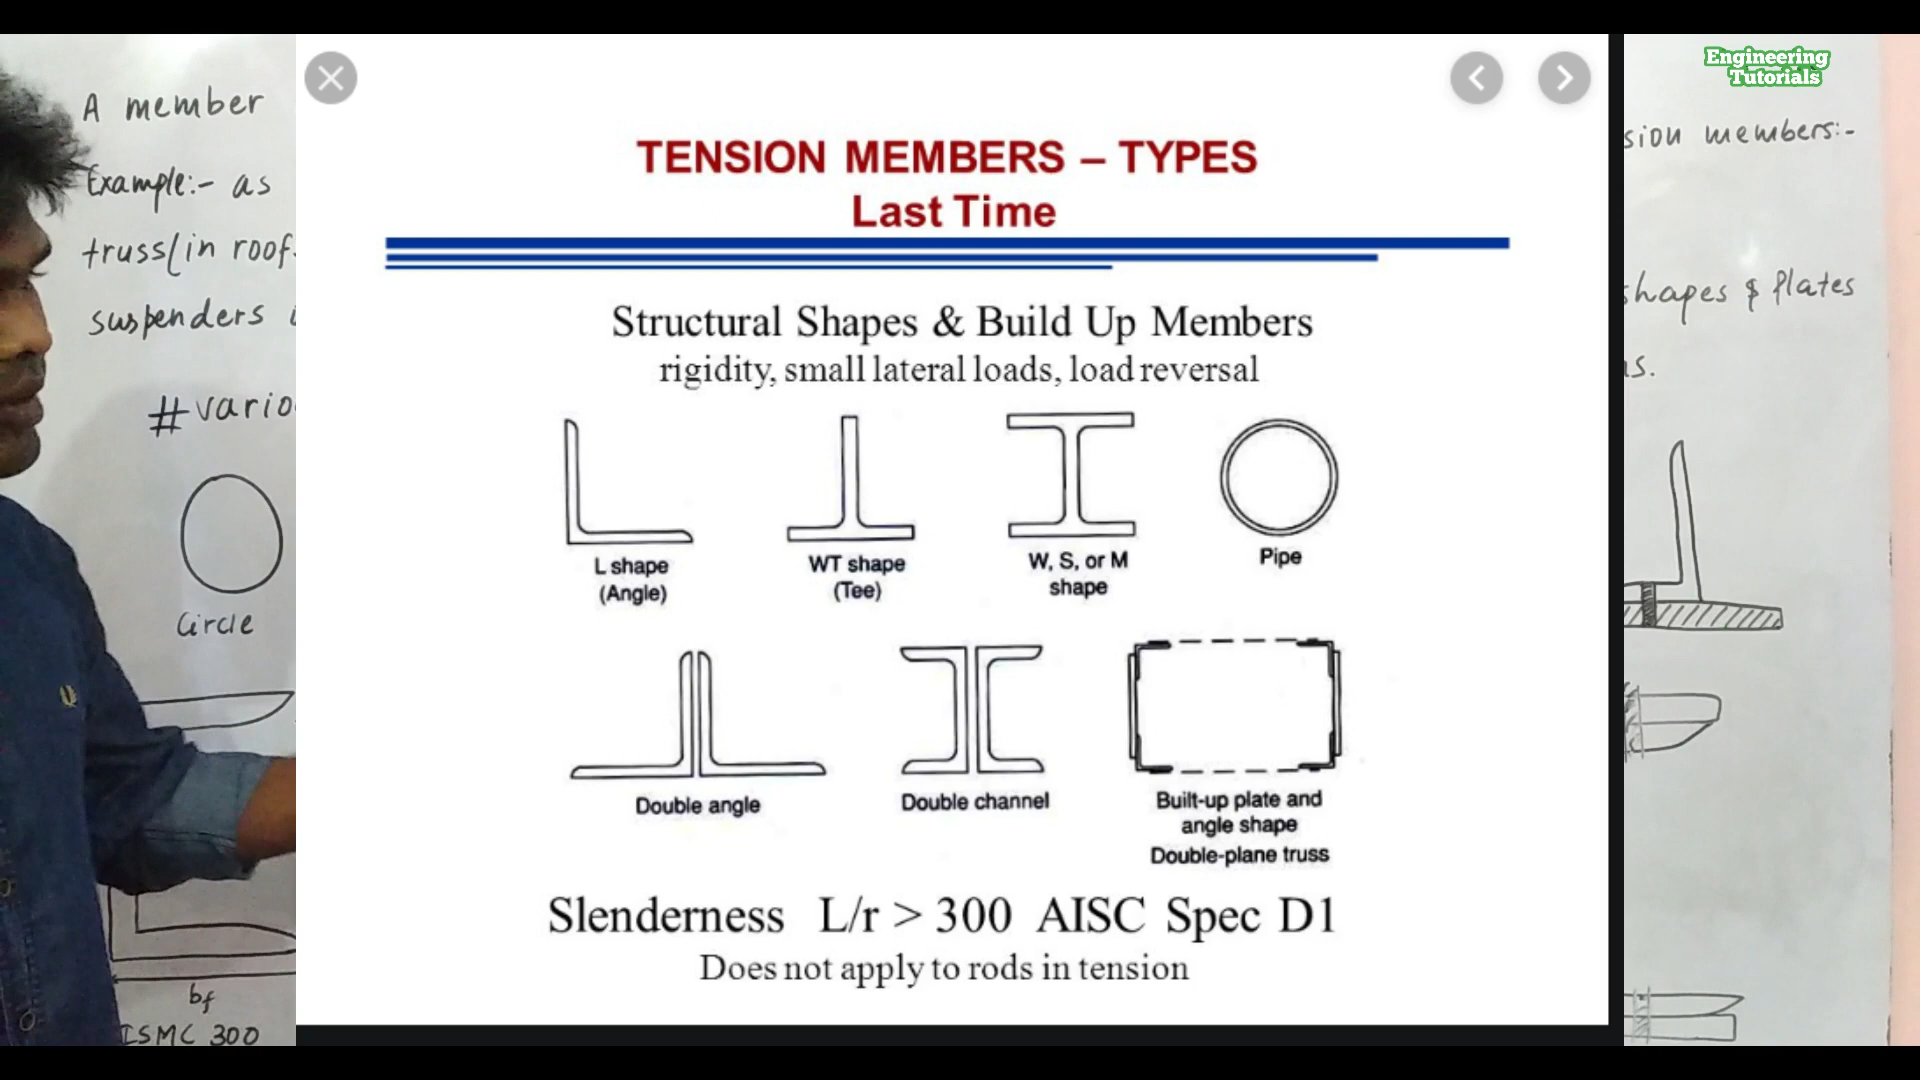 Engineering
Tutorials
A member
Example:- as
truss(in roof
suspenders
#vario
Circle
bf
ISMC 300
TENSION MEMBERS – TYPES
Last Time
Structural Shapes & Build Up Members
rigidity, small lateral loads, load reversal
L shape
(Angle)
WT shape
(Tee)
W, S, or M
shape
Pipe
Double angle
Double channel
Built-up plate and
angle shape
Double-plane truss
Slenderness L/r > 300 AISC Spec D1
Does not apply to rods in tension
sion members:-
shapes & plates
s.